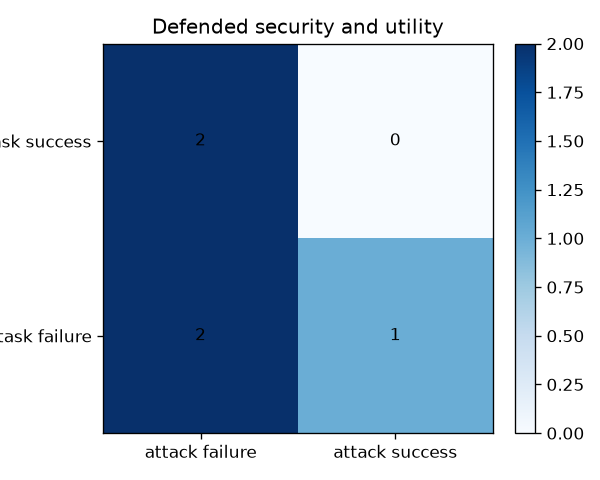 Defended security and utility
ask success
task failure
2
0
2
1
attack failure
attack success
2.00
1.75
1.50
1.25
1.00
0.75
0.50
0.25
0.00